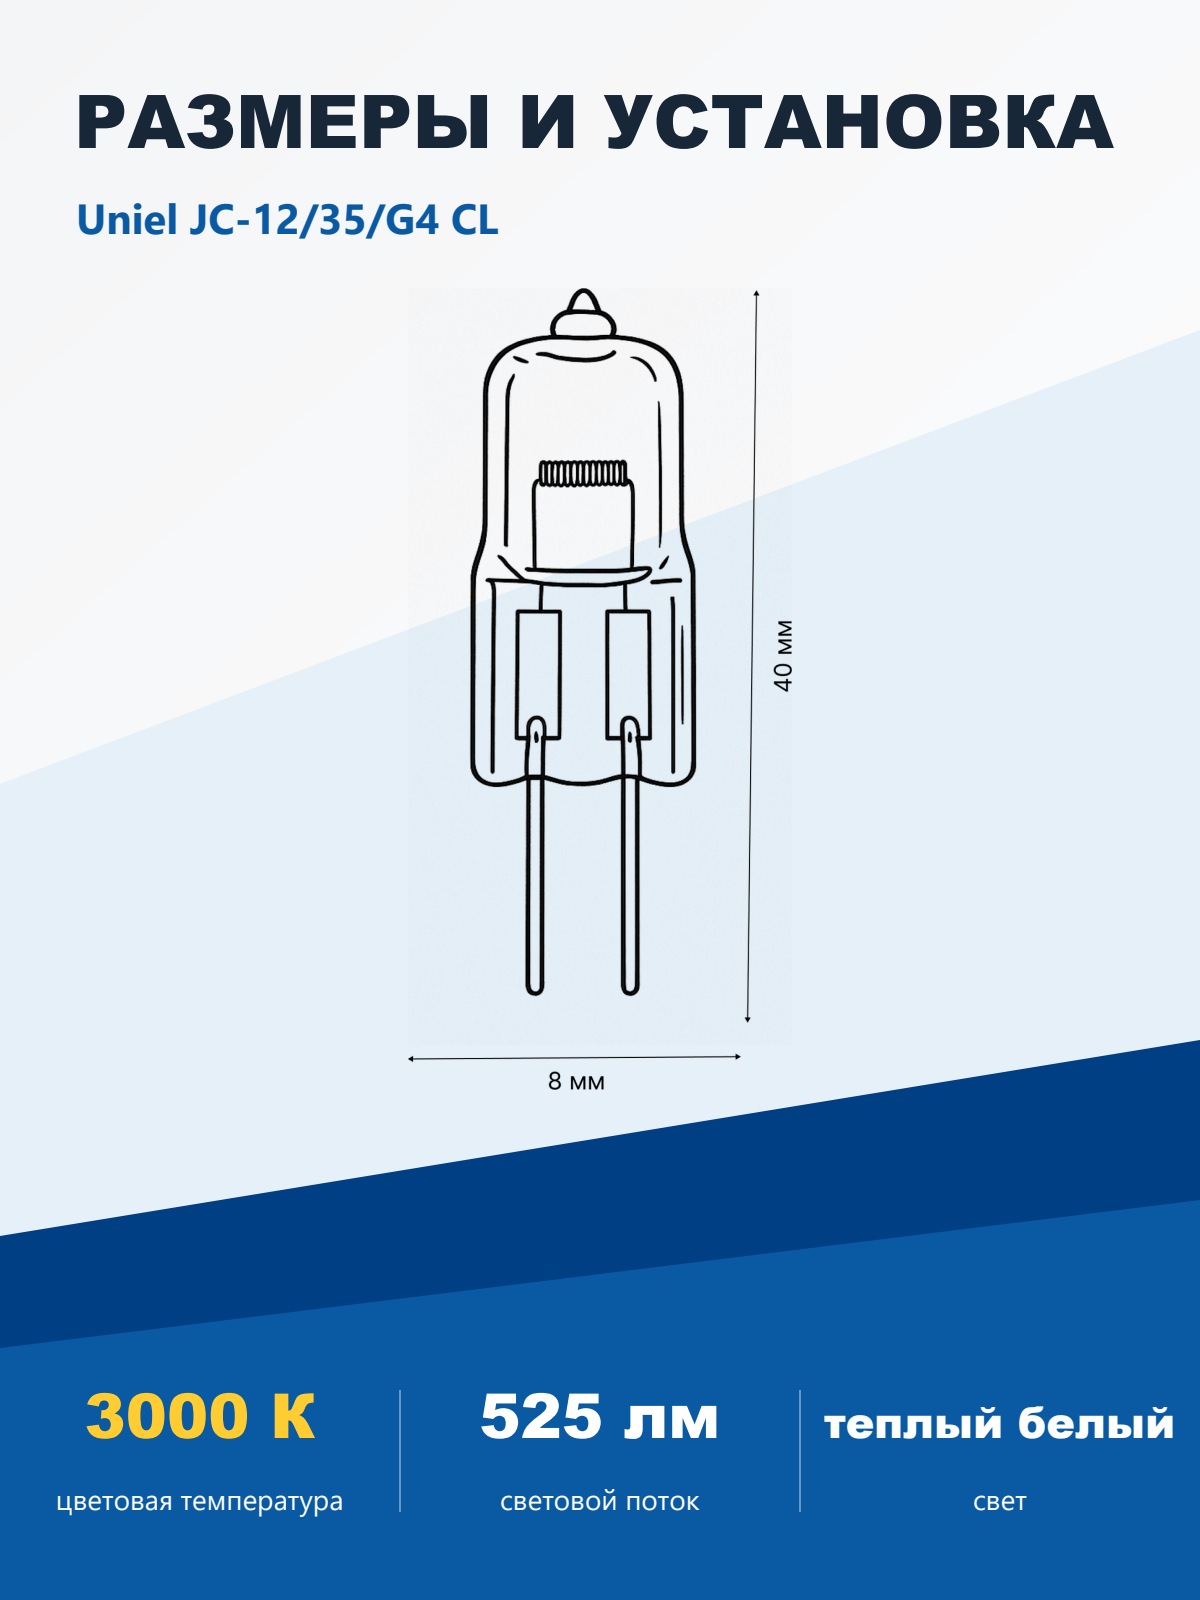 РАЗМЕРЫ И УСТАНОВКА
Uniel JC-12/35/G4 CL
40 мм
8 мм
3000 К
525 лм
теплый белый
цветовая температура
световой поток
свет